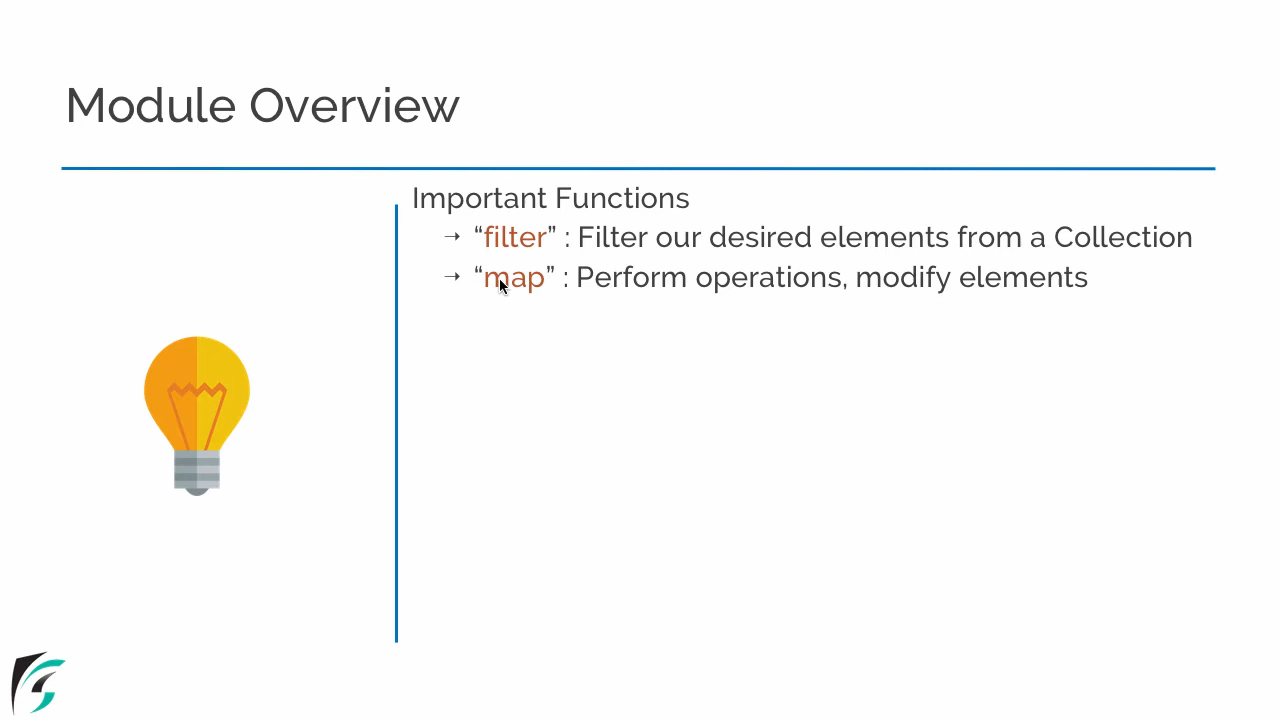 Module Overview
Important Functions
→ “filter” : Filter our desired elements from a Collection
→ “map” : Perform operations, modify elements